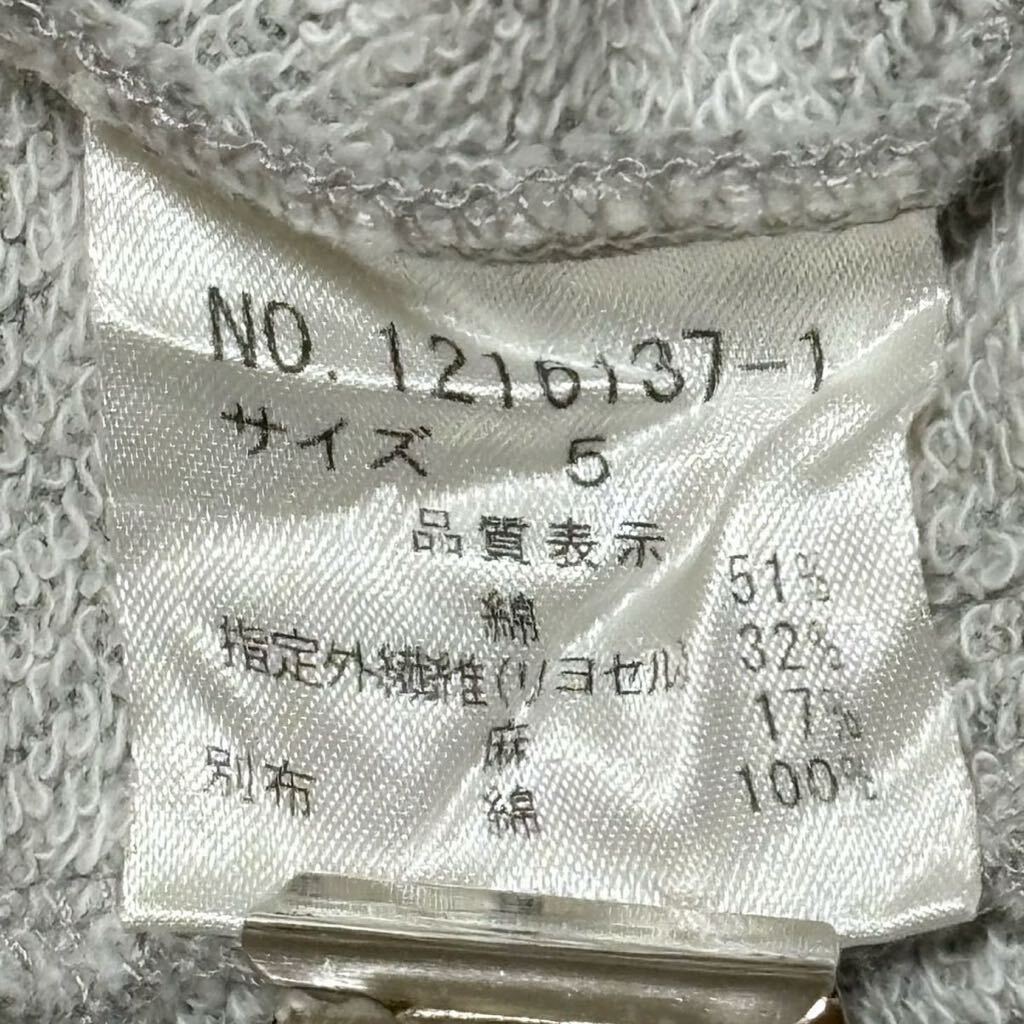 NO.1216137-1
サイズ 5
品質表示
綿 51%
指定外繊維(リヨセル) 32%
麻 17%
別布 綿 100%